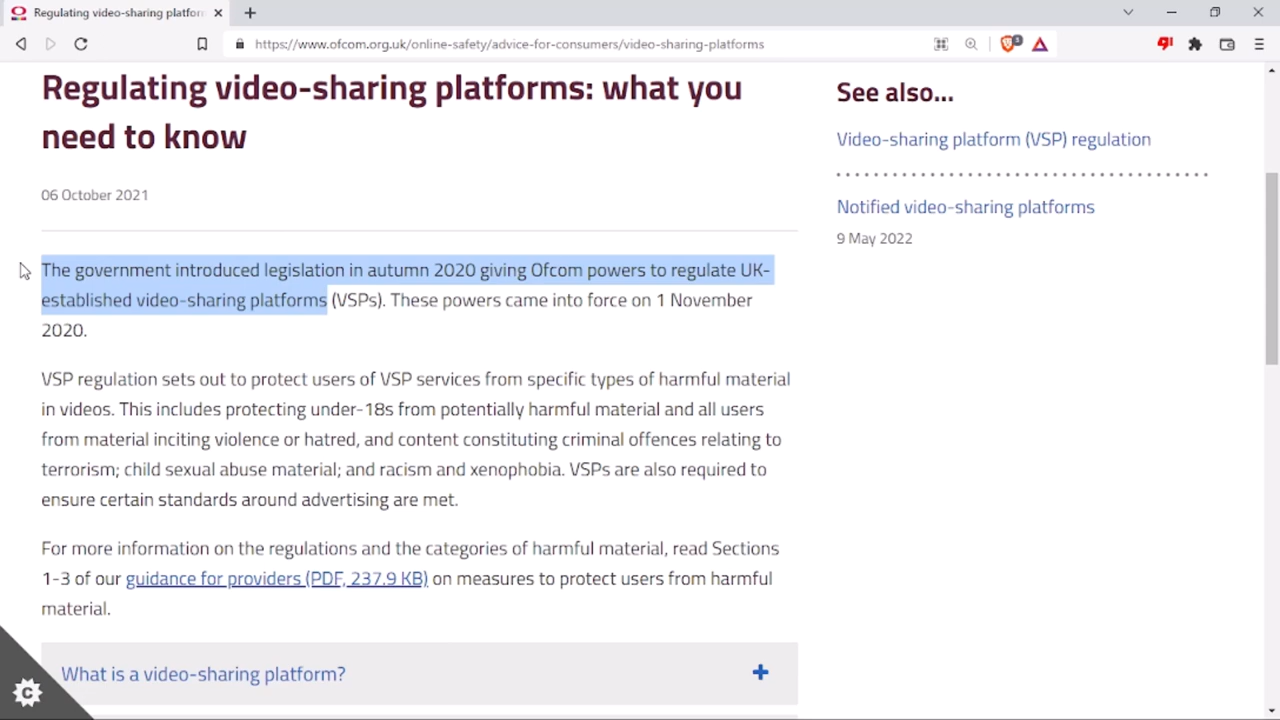 Regulating video-sharing platfor
https://www.ofcom.org.uk/online-safety/advice-for-consumers/video-sharing-platforms
3
Regulating video-sharing platforms: what you
need to know
06 October 2021
The government introduced legislation in autumn 2020 giving Ofcom powers to regulate UK-
established video-sharing platforms (VSPs). These powers came into force on 1 November
2020.
VSP regulation sets out to protect users of VSP services from specific types of harmful material
in videos. This includes protecting under-18s from potentially harmful material and all users
from material inciting violence or hatred, and content constituting criminal offences relating to
terrorism; child sexual abuse material; and racism and xenophobia. VSPs are also required to
ensure certain standards around advertising are met.
For more information on the regulations and the categories of harmful material, read Sections
1-3 of our guidance for providers (PDF, 237.9 KB) on measures to protect users from harmful
material.
What is a video-sharing platform?
C
See also...
Video-sharing platform (VSP) regulation
Notified video-sharing platforms
9 May 2022